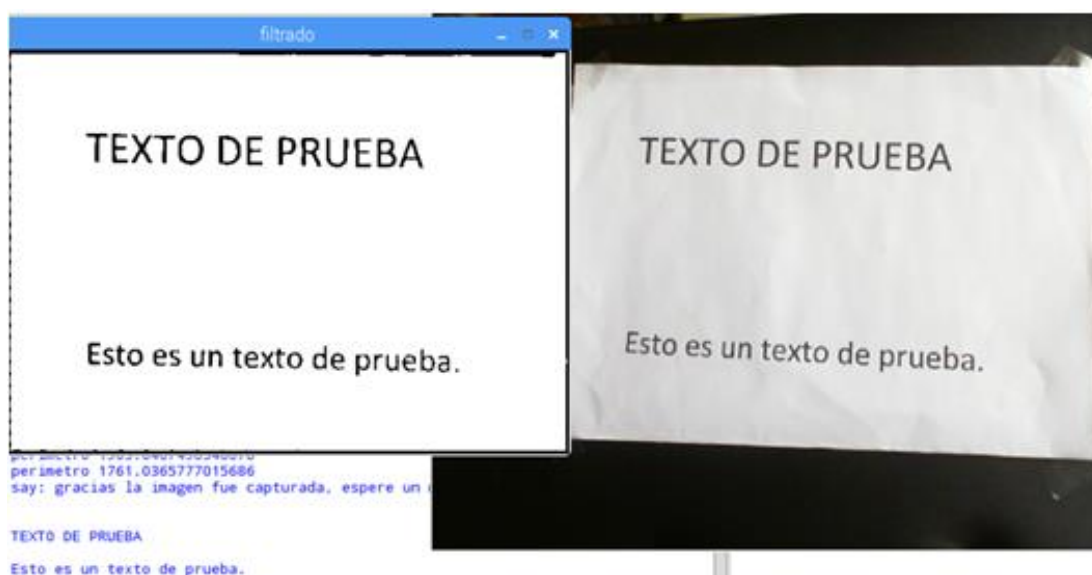 filtrado
TEXTO DE PRUEBA
Esto es un texto de prueba.
TEXTO DE PRUEBA
Esto es un texto de prueba.
perimetro 1761.0365777015686
say: gracias la imagen fue capturada, espere un
TEXTO DE PRUEBA
Esto es un texto de prueba.